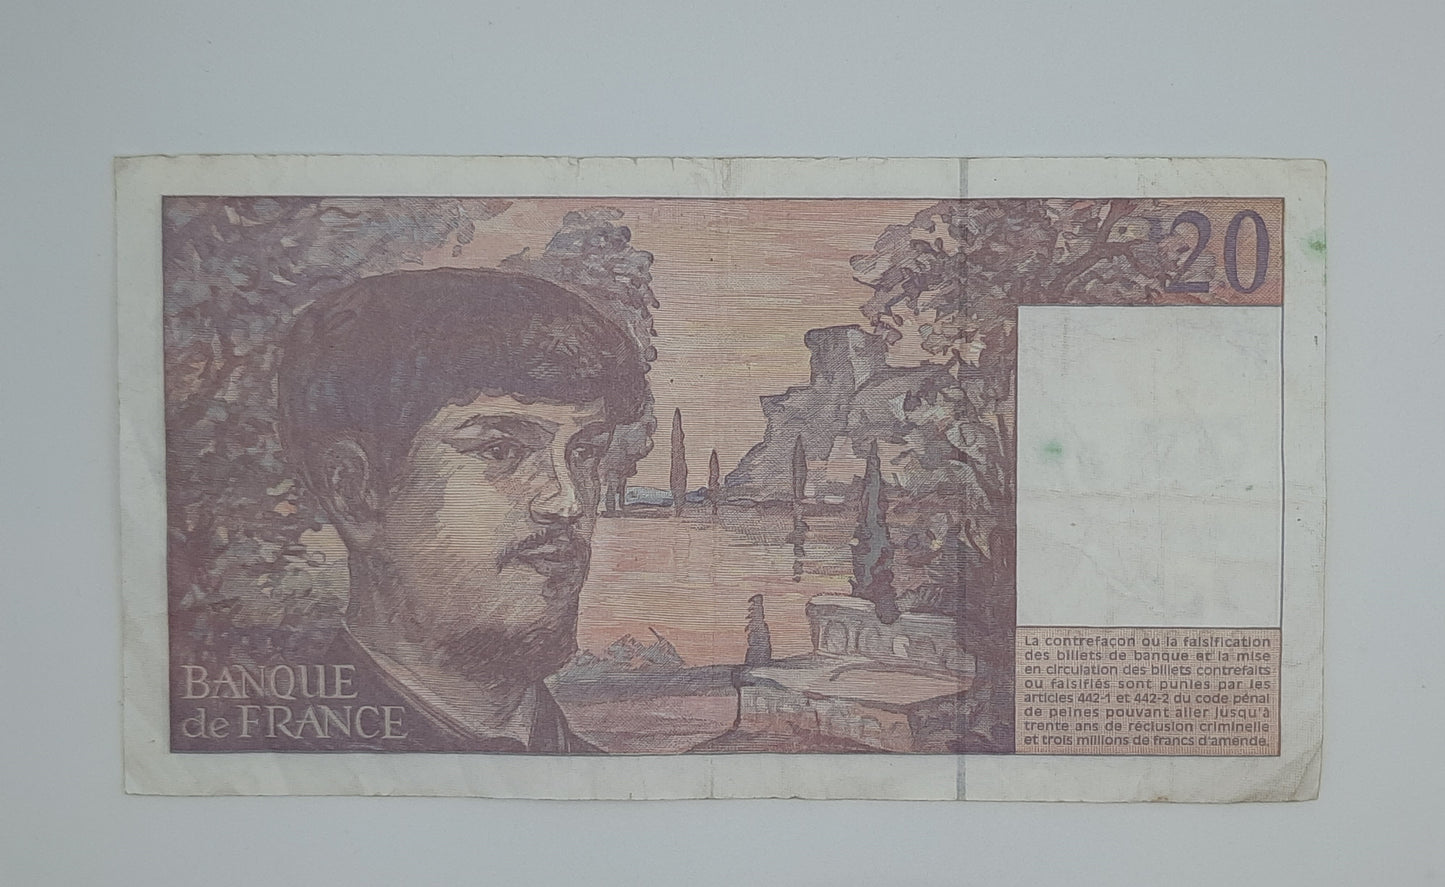 20
BANQUE
de FRANCE
La contrefaçon ou la falsification
des billets de banque et la mise
en circulation des billets contrefaits
ou falsifiés sont punies par les
articles 442-1 et 442-2 du code pénal
de peines pouvant aller jusqu'à
trente ans de réclusion criminelle
et trois millions de francs d'amende.